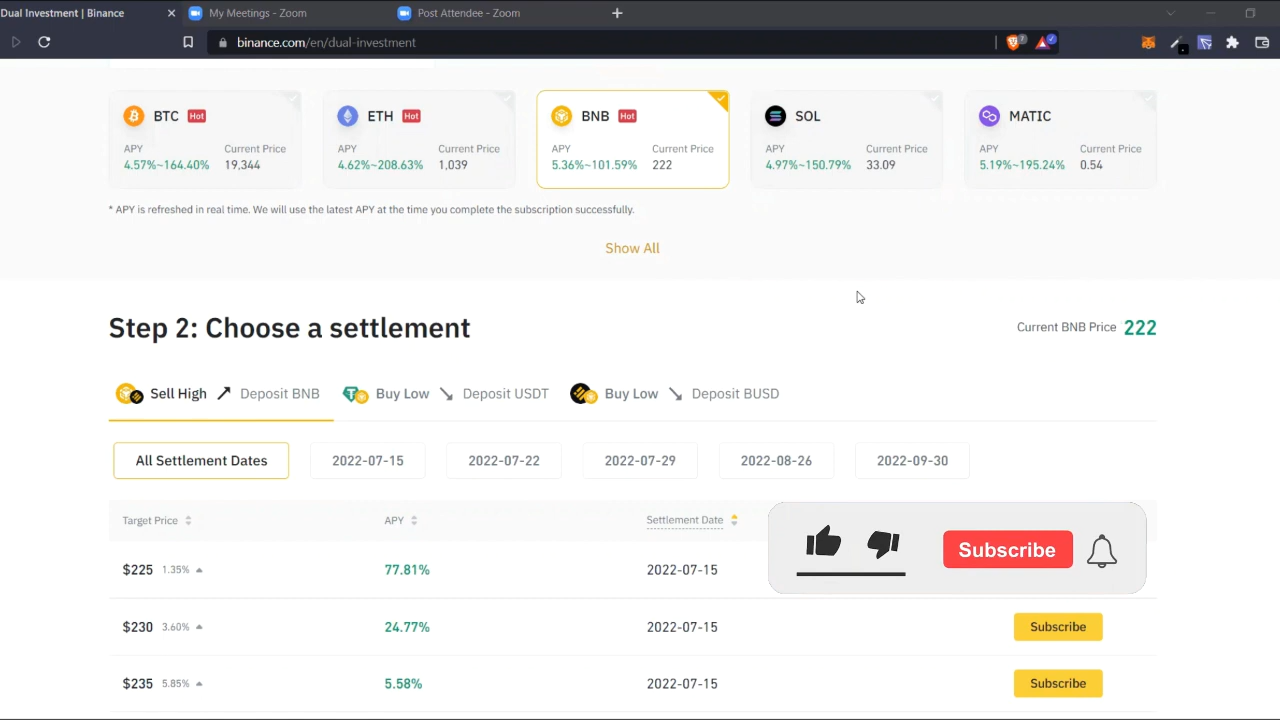 Dual Investment | Binance
My Meetings - Zoom
Post Attendee - Zoom
binance.com/en/dual-investment
BTC Hot
APY Current Price
4.57%~164.40% 19,344
ETH Hot
APY Current Price
4.62%~208.63% 1,039
BNB Hot
APY Current Price
5.36%~101.59% 222
SOL
APY Current Price
4.97%~150.79% 33.09
MATIC
APY Current Price
5.19%~195.24% 0.54
* APY is refreshed in real time. We will use the latest APY at the time you complete the subscription successfully.
Show All
Step 2: Choose a settlement
Current BNB Price 222
Sell High Deposit BNB Buy Low Deposit USDT Buy Low Deposit BUSD
All Settlement Dates 2022-07-15 2022-07-22 2022-07-29 2022-08-26 2022-09-30
Target Price APY Settlement Date
$225 1.35% 77.81% 2022-07-15
Subscribe
$230 3.60% 24.77% 2022-07-15 Subscribe
$235 5.85% 5.58% 2022-07-15 Subscribe